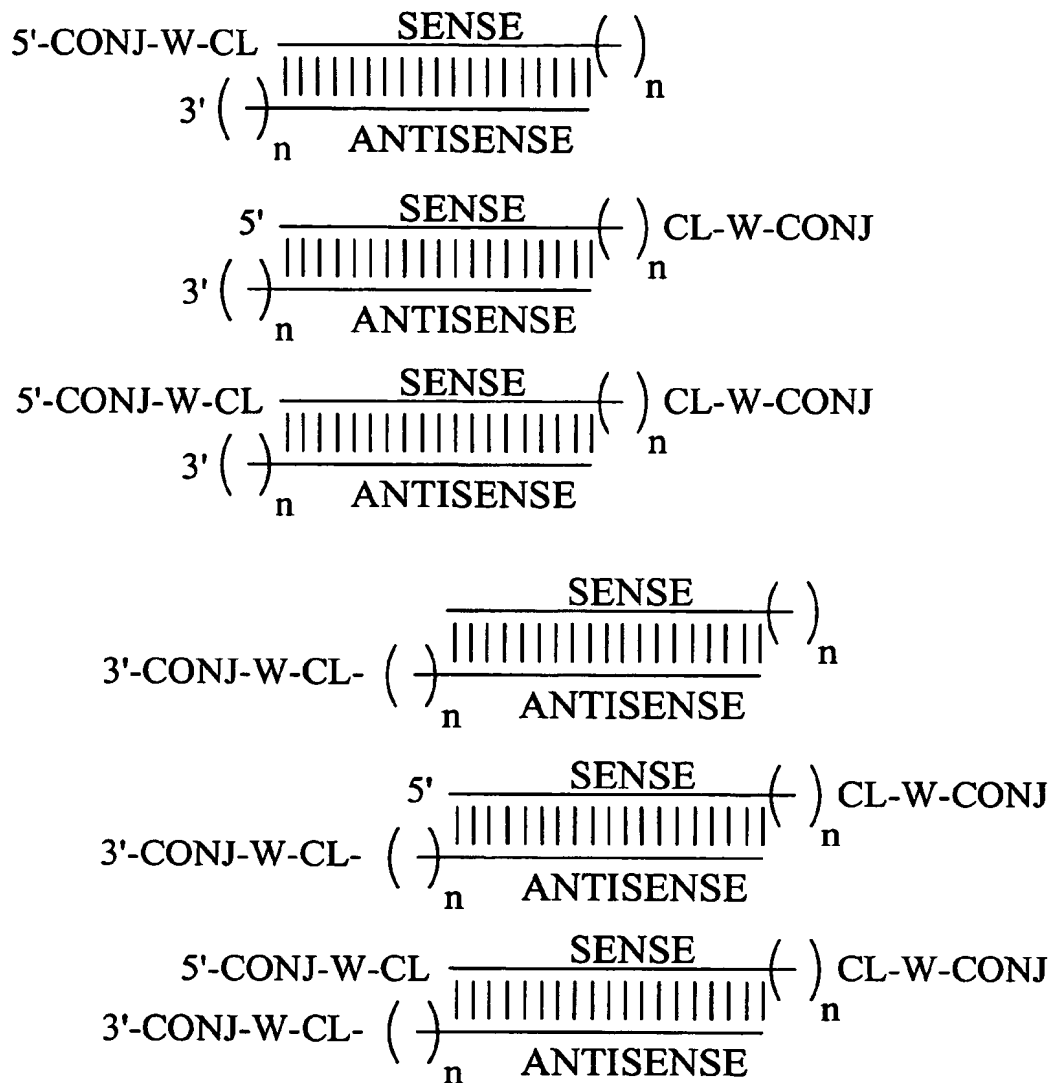 5'-CONJ-W-CL SENSE ( )n
3' ( )n ANTISENSE
5' SENSE ( )n CL-W-CONJ
3' ( )n ANTISENSE
5'-CONJ-W-CL SENSE ( )n CL-W-CONJ
3' ( )n ANTISENSE
SENSE ( )n
3'-CONJ-W-CL- ( )n ANTISENSE
5' SENSE ( )n CL-W-CONJ
3'-CONJ-W-CL- ( )n ANTISENSE
5'-CONJ-W-CL SENSE ( )n CL-W-CONJ
3'-CONJ-W-CL- ( )n ANTISENSE